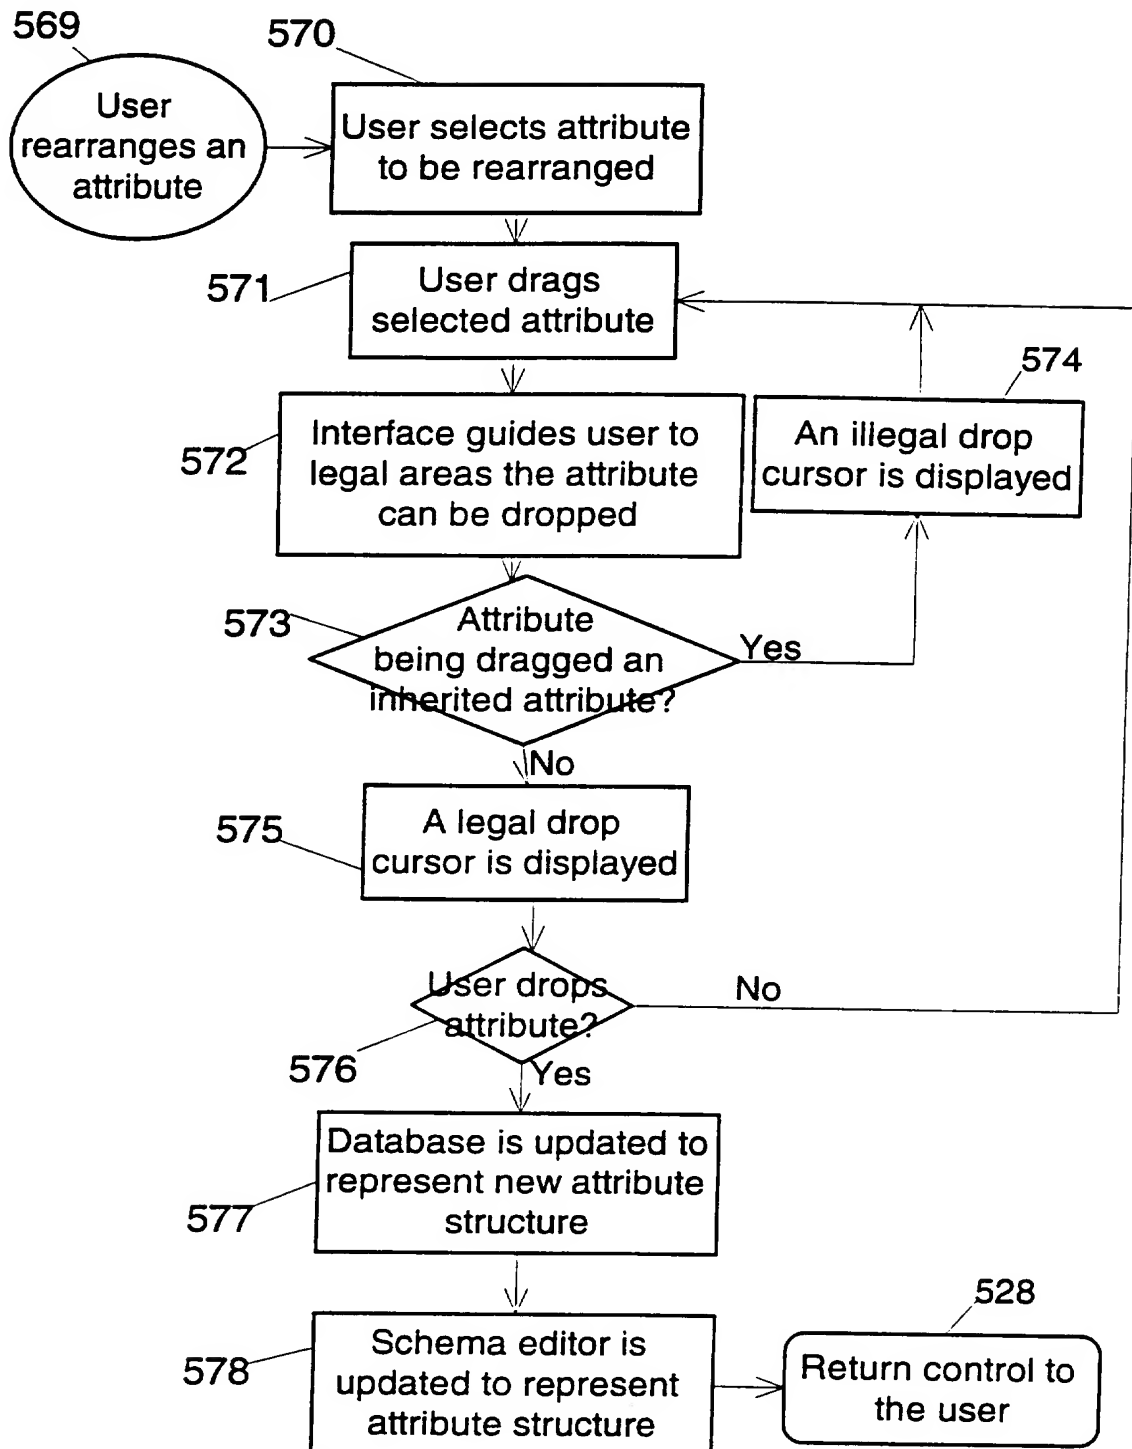 569
570
User
rearranges an
attribute
User selects attribute
to be rearranged
571
User drags
selected attribute
574
572
Interface guides user to
legal areas the attribute
can be dropped
An illegal drop
cursor is displayed
573
Attribute
being dragged an
inherited attribute?
Yes
No
575
A legal drop
cursor is displayed
User drops
attribute?
No
576
Yes
Database is updated to
represent new attribute
structure
577
528
578
Schema editor is
updated to represent
attribute structure
Return control to
the user